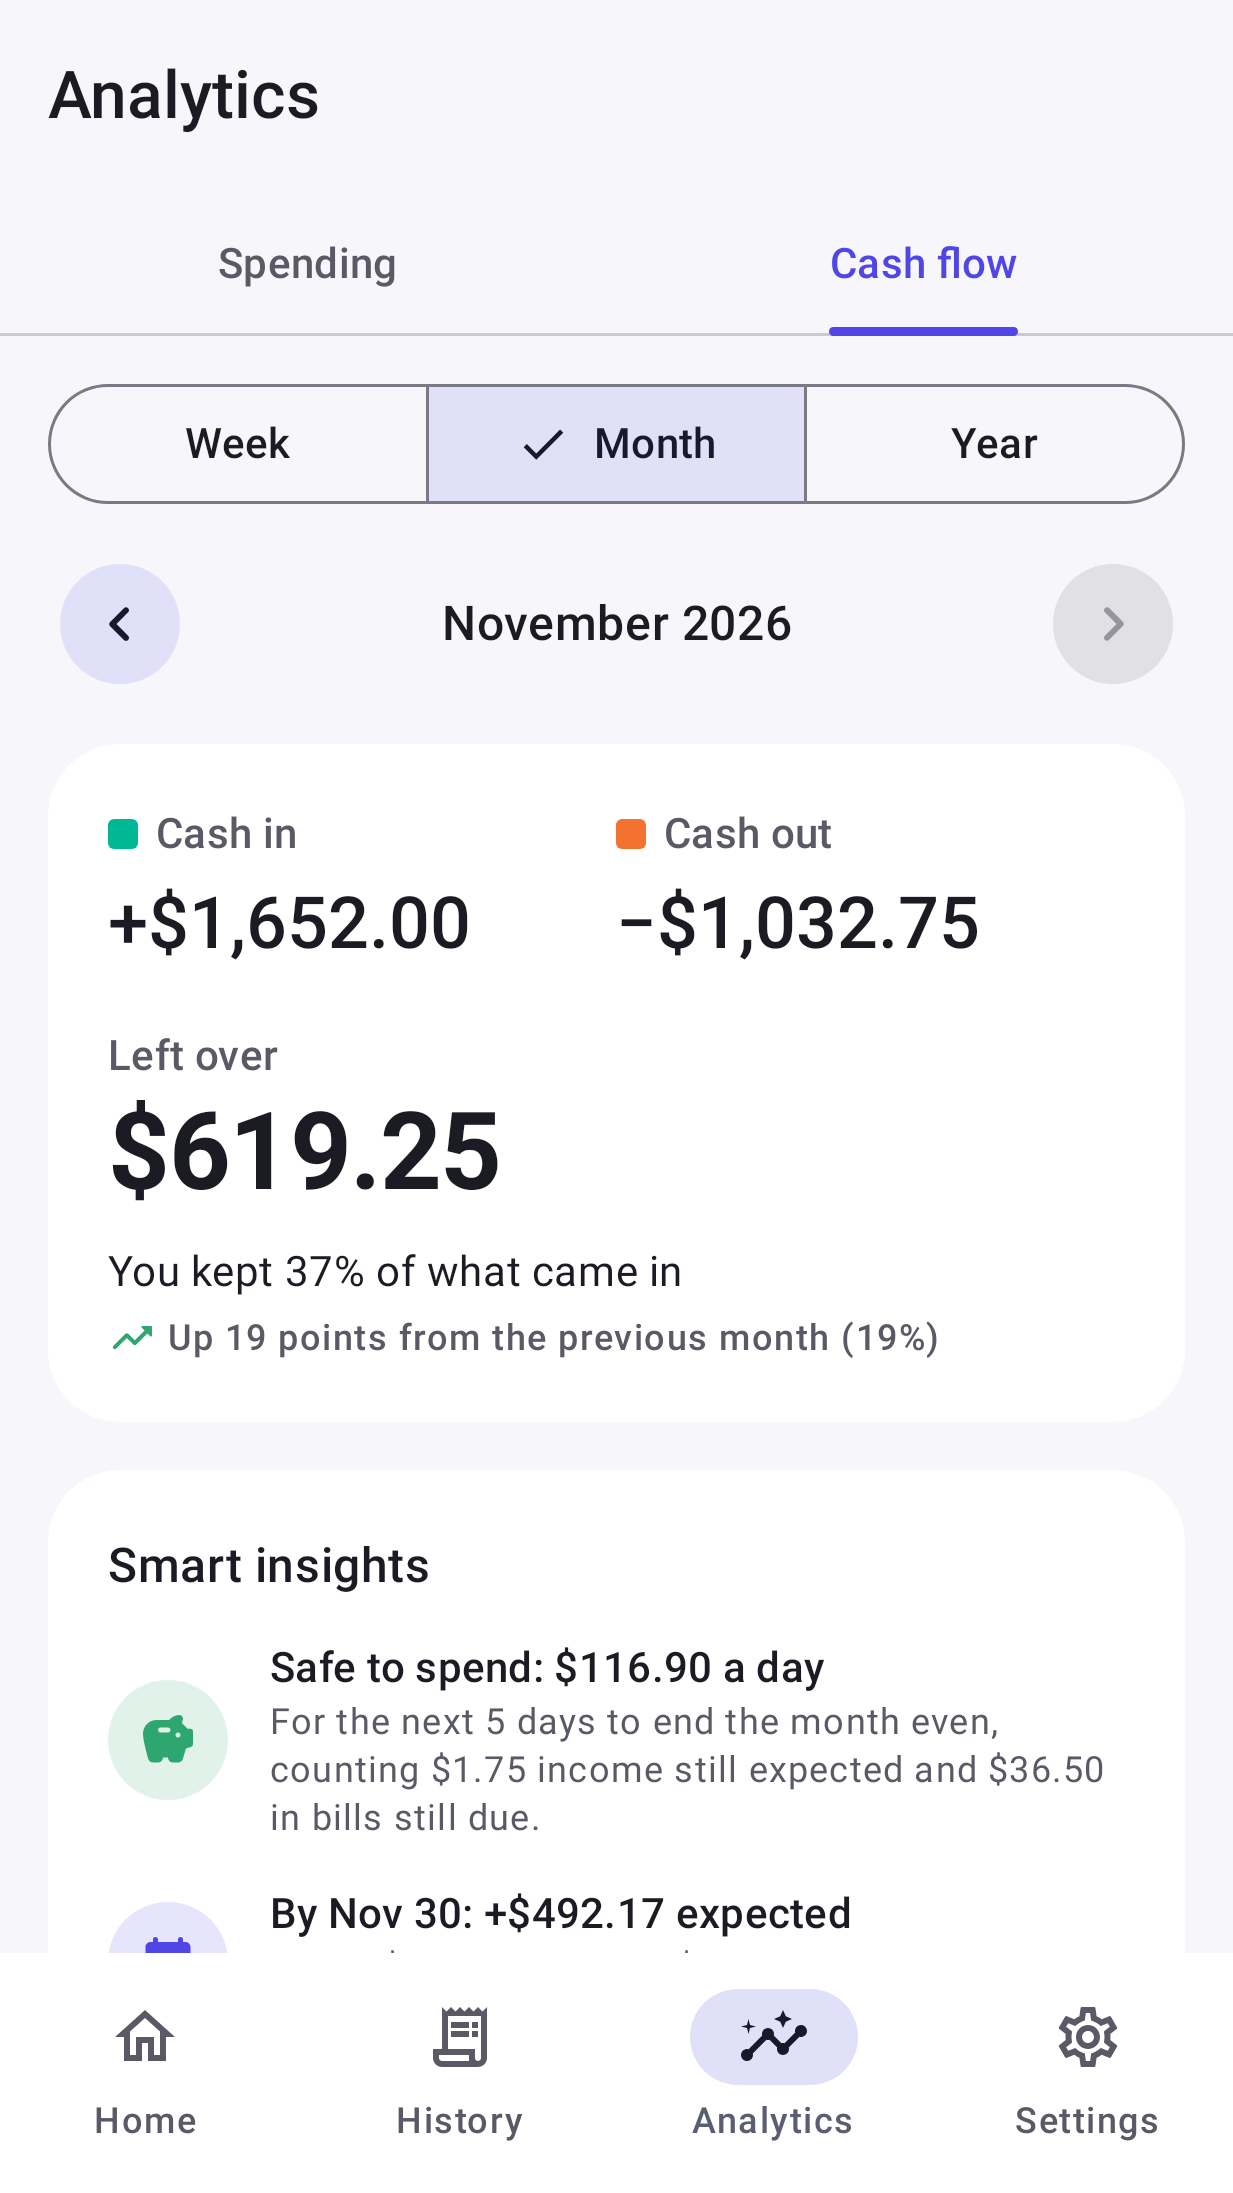 Analytics
Spending
Cash flow
Week
Month
Year
November 2026
Cash in
Cash out
+$1,652.00
−$1,032.75
Left over
$619.25
You kept 37% of what came in
Up 19 points from the previous month (19%)
Smart insights
Safe to spend: $116.90 a day
For the next 5 days to end the month even,
counting $1.75 income still expected and $36.50
in bills still due.
By Nov 30: +$492.17 expected
Home
History
Analytics
Settings